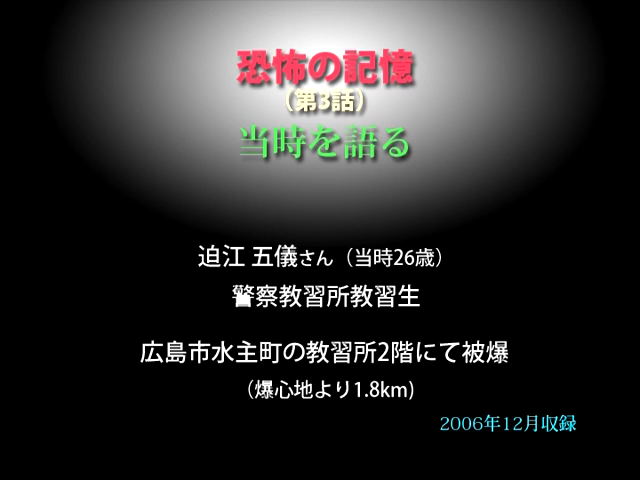 恐怖の記憶
（第3話）
当時を語る
迫江 五儀さん（当時26歳）
警察教習所教習生
広島市水主町の教習所2階にて被爆
（爆心地より1.8km)
2006年12月収録